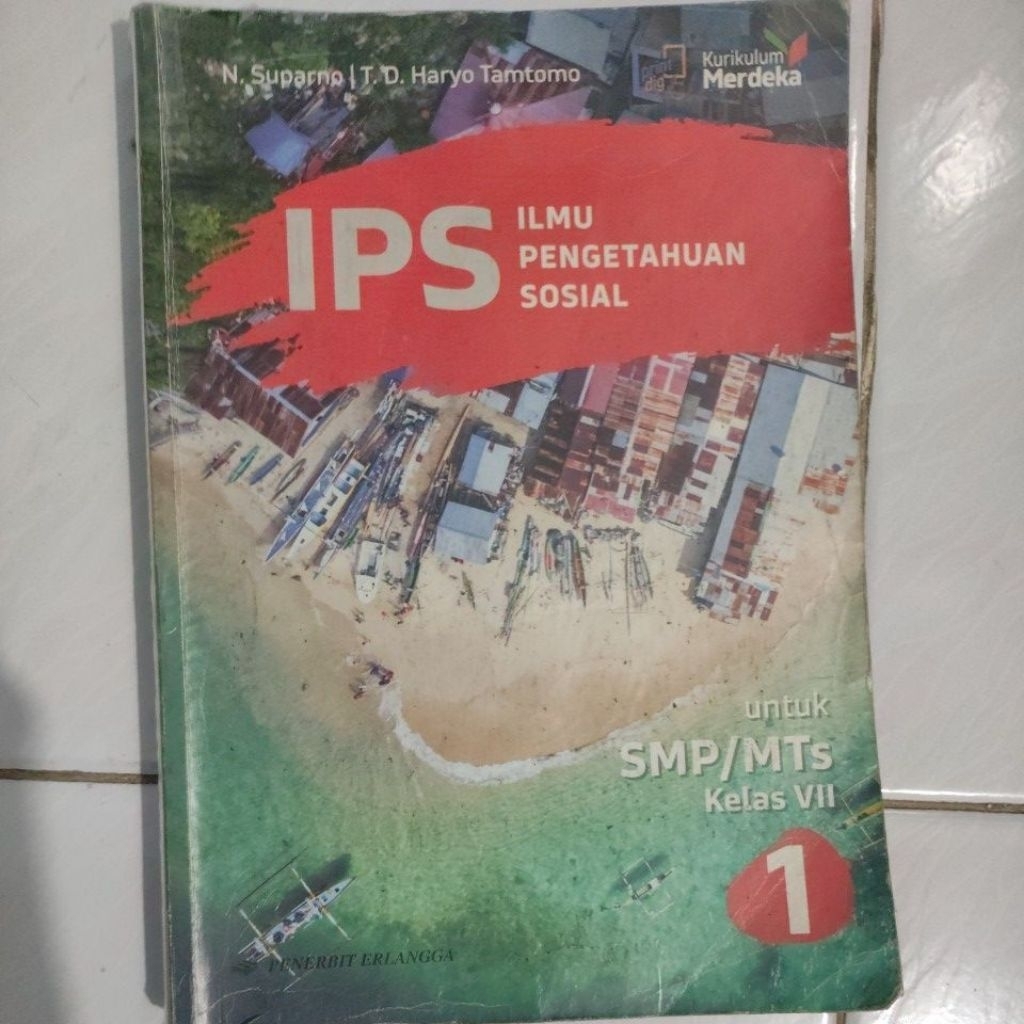 N. Suparno | T. D. Haryo Tamtomo
Kurikulum
Merdeka
IPS
ILMU
PENGETAHUAN
SOSIAL
untuk
SMP/MTs
Kelas VII
1
PENERBIT ERLANGGA